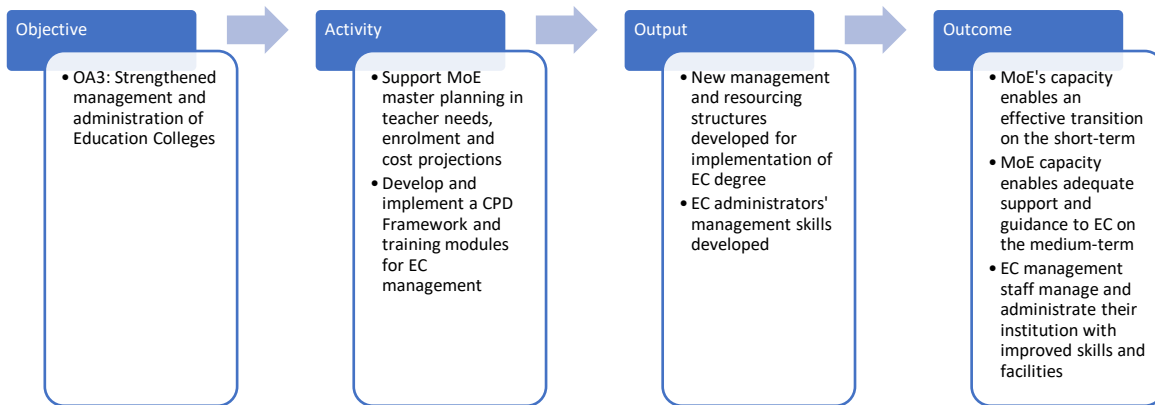 Objective
• OA3: Strengthened
management and
administration of
Education Colleges
Activity
• Support MoE
master planning in
teacher needs,
enrolment and
cost projections
• Develop and
implement a CPD
Framework and
training modules
for EC
management
Output
• New management
and resourcing
structures
developed for
implementation of
EC degree
• EC administrators'
management skills
developed
Outcome
• MoE's capacity
enables an
effective transition
on the short-term
• MoE capacity
enables adequate
support and
guidance to EC on
the medium-term
• EC management
staff manage and
administrate their
institution with
improved skills and
facilities